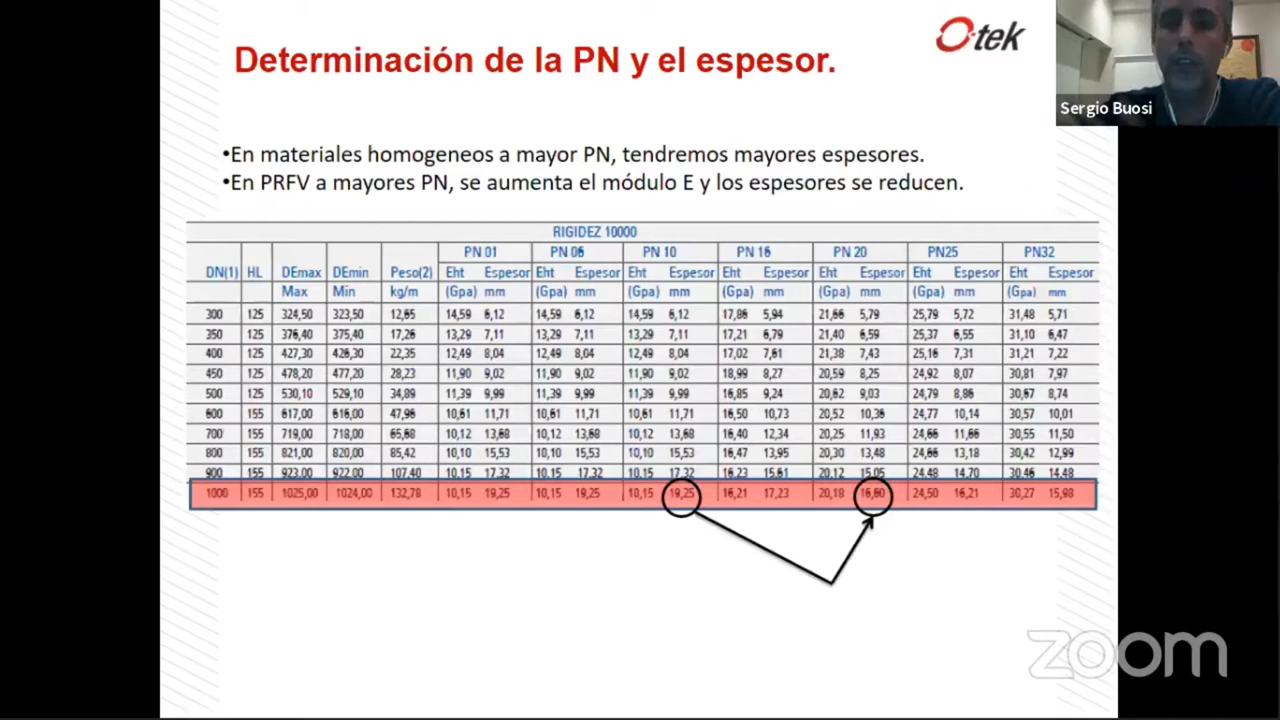 Otek
Determinación de la PN y el espesor.
Sergio Buosi
•En materiales homogeneos a mayor PN, tendremos mayores espesores.
•En PRFV a mayores PN, se aumenta el módulo E y los espesores se reducen.
RIGIDEZ 10000
PN 01 PN 06 PN 10 PN 16 PN 20 PN25 PN32
DN(1) HL DEmax DEmin Peso(2) Eht Espesor Eht Espesor Eht Espesor Eht Espesor Eht Espesor Eht Espesor Eht Espesor
Max Min kg/m (Gpa) mm (Gpa) mm (Gpa) mm (Gpa) mm (Gpa) mm (Gpa) mm (Gpa) mm
300 125 324,50 323,50 12,65 14,59 6,12 14,59 6,12 14,59 6,12 17,86 5,94 21,66 5,79 25,79 5,72 31,48 5,71
350 125 376,40 375,40 17,26 13,29 7,11 13,29 7,11 13,29 7,11 17,21 6,79 21,40 6,59 25,37 6,55 31,10 6,47
400 125 427,30 426,30 22,35 12,49 8,04 12,49 8,04 12,49 8,04 17,02 7,61 21,38 7,43 25,16 7,31 31,21 7,22
450 125 478,20 477,20 28,23 11,90 9,02 11,90 9,02 11,90 9,02 18,99 8,27 20,59 8,25 24,92 8,07 30,81 7,97
500 125 530,10 529,10 34,89 11,39 9,99 11,39 9,99 11,39 9,99 16,85 9,24 20,62 9,03 24,79 8,86 30,67 8,74
600 155 617,00 616,00 47,96 10,61 11,71 10,61 11,71 10,61 11,71 16,50 10,73 20,52 10,36 24,77 10,14 30,57 10,01
700 155 719,00 718,00 65,68 10,12 13,68 10,12 13,68 10,12 13,68 16,40 12,34 20,25 11,93 24,66 11,66 30,55 11,50
800 155 821,00 820,00 85,42 10,10 15,53 10,10 15,53 10,10 15,53 16,47 13,95 20,30 13,48 24,66 13,18 30,42 12,99
900 155 923,00 922,00 107,40 10,15 17,32 10,15 17,32 10,15 17,32 16,23 15,61 20,12 15,05 24,48 14,70 30,46 14,48
1000 155 1025,00 1024,00 132,78 10,15 19,25 10,15 19,25 10,15 19,25 16,21 17,23 20,18 16,60 24,50 16,21 30,27 15,98
zoom